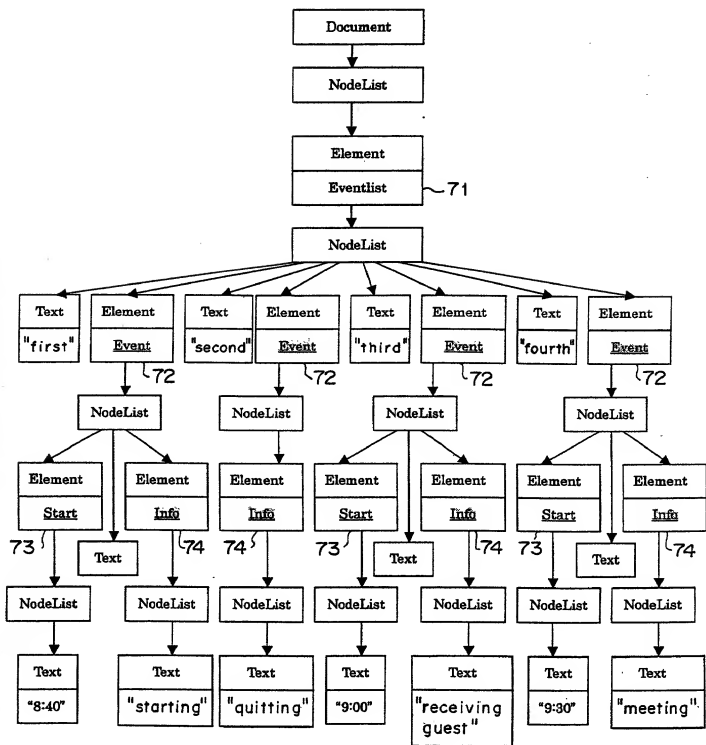 Document
NodeList
Element
Eventlist
71
NodeList
Text Element Text Element Text Element Text Element
"first" Event "second" Event "third" Event "fourth" Event
72 72 72 72
NodeList NodeList NodeList NodeList
Element Element Element Element Element Element Element
Start Info Info Start Info Start Info
73 74 74 73 74 73 74
Text Text Text
NodeList NodeList NodeList NodeList NodeList NodeList NodeList
Text Text Text Text Text Text Text
"8:40" "starting" "quitting" "9:00" "receiving "9:30" "meeting"
guest"